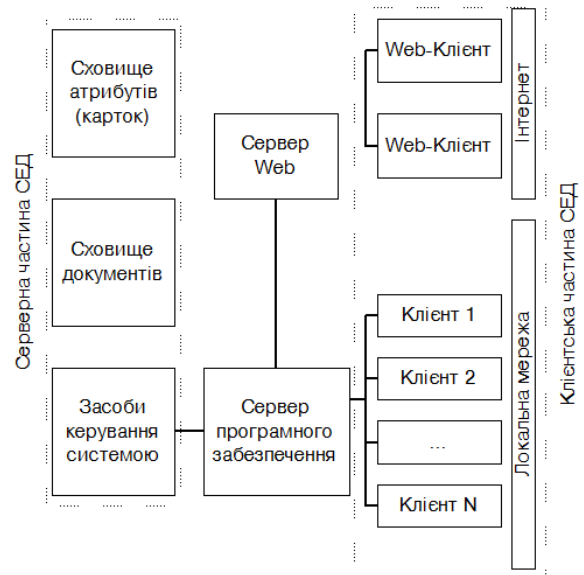 Серверна частина СЕД
Сховище
атрибутів
(карток)
Сховище
документів
Засоби
керування
системою
Сервер
Web
Сервер
програмного
забезпечення
Web-Клієнт
Web-Клієнт
Інтернет
Клієнт 1
Клієнт 2
...
Клієнт N
Локальна мережа
Клієнтська частина СЕД